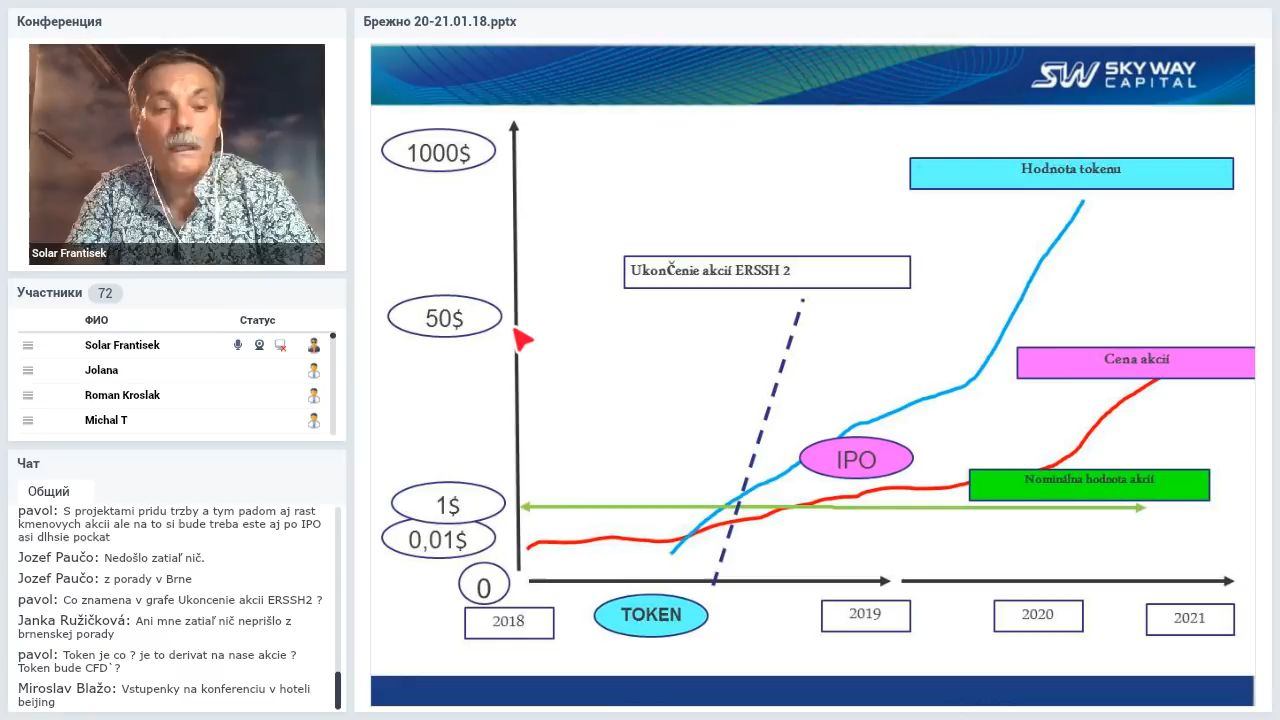 Конференция
Solar Frantisek
Участники 72
ФИО Статус
Solar Frantisek
Jolana
Roman Kroslak
Michal T
Чат
Общий
pavol: S projektami pridu trzby a tym padom aj rast
kmenovych akcii ale na to si bude treba este aj po IPO
asi dlhsie pockat
Jozef Paučo: Nedošlo zatiaľ nič.
Jozef Paučo: z porady v Brne
pavol: Co znamena v grafe Ukoncenie akcii ERSSH2 ?
Janka Ružičková: Ani mne zatiaľ nič neprišlo z
brnenskej porady
pavol: Token je co ? je to derivat na nase akcie ?
Token bude CFD`?
Miroslav Blažo: Vstupenky na konferenciu v hoteli
beijing
Брежно 20-21.01.18.pptx
SW SKY WAY
CAPITAL
1000$
Hodnota tokenu
UkonČenie akcií ERSSH 2
50$
Cena akcií
IPO
Nominálna hodnota akcií
1$
0,01$
0
2018
TOKEN
2019
2020
2021